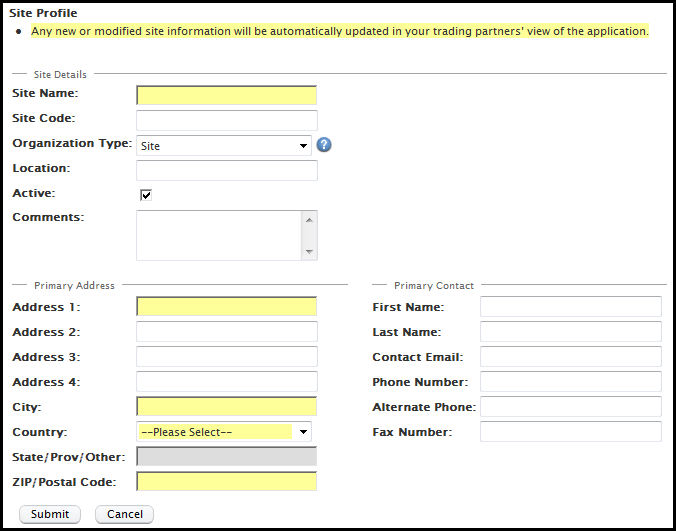 Site Profile
• Any new or modified site information will be automatically updated in your trading partners' view of the application.
Site Details
Site Name:
Site Code:
Organization Type: Site ?
Location:
Active:
Comments:
Primary Address
Address 1:
Address 2:
Address 3:
Address 4:
City:
Country: --Please Select--
State/Prov/Other:
ZIP/Postal Code:
Primary Contact
First Name:
Last Name:
Contact Email:
Phone Number:
Alternate Phone:
Fax Number:
Submit Cancel